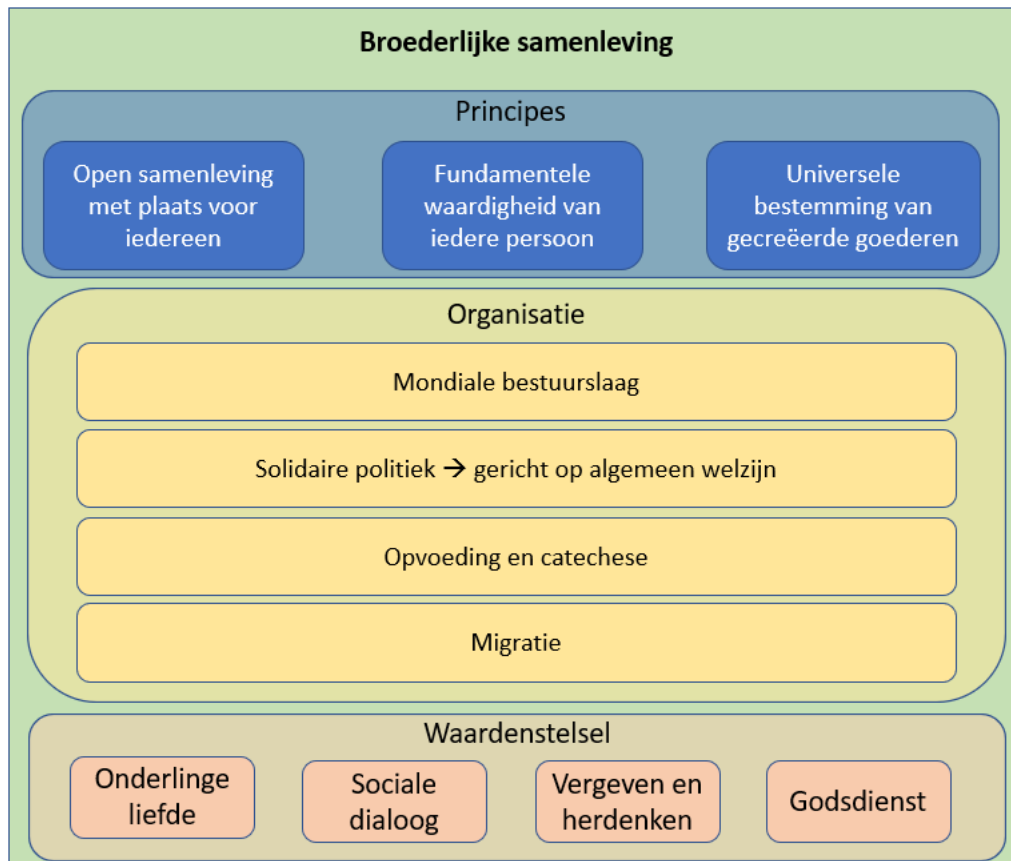 Broederlijke samenleving
Principes
Open samenleving
met plaats voor
iedereen
Fundamentele
waardigheid van
iedere persoon
Universele
bestemming van
gecreëerde goederen
Organisatie
Mondiale bestuurslaag
Solidaire politiek → gericht op algemeen welzijn
Opvoeding en catechese
Migratie
Waardenstelsel
Onderlinge
liefde
Sociale
dialoog
Vergeven en
herdenken
Godsdienst